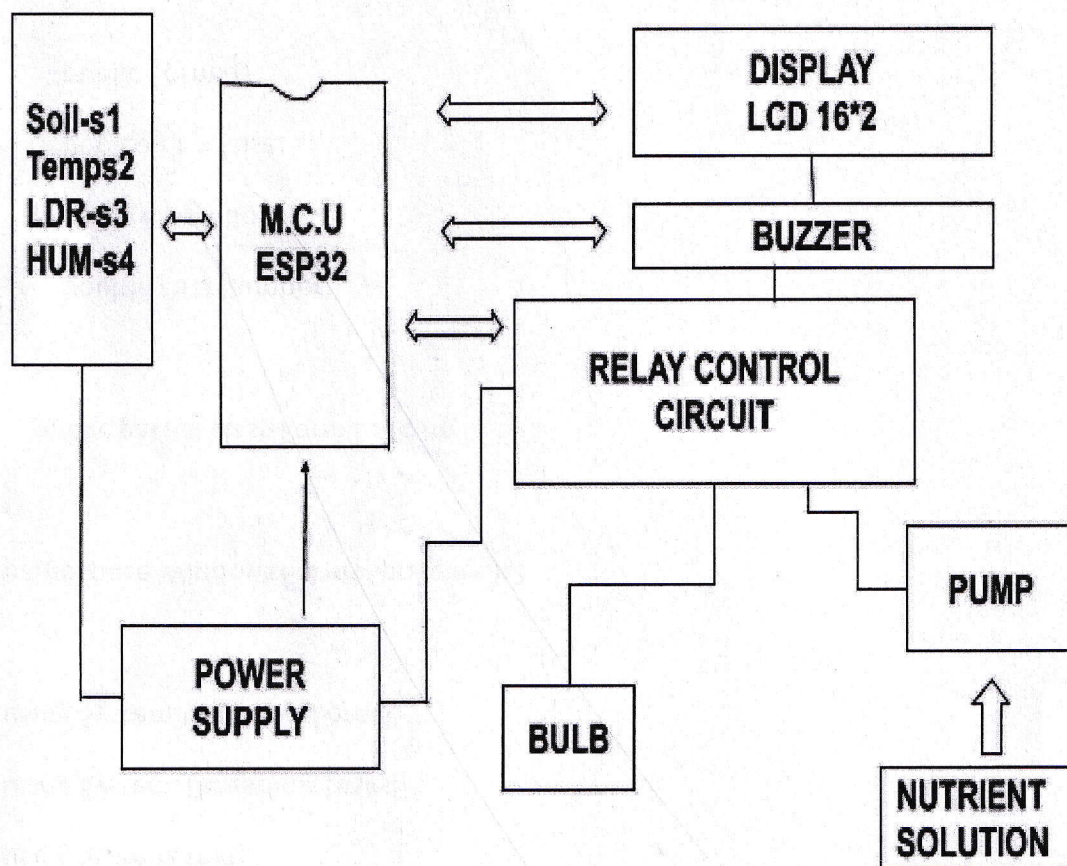 Soil-s1
Temps2
LDR-s3
HUM-s4
M.C.U
ESP32
DISPLAY
LCD 16*2
BUZZER
RELAY CONTROL
CIRCUIT
POWER
SUPPLY
BULB
PUMP
NUTRIENT
SOLUTION